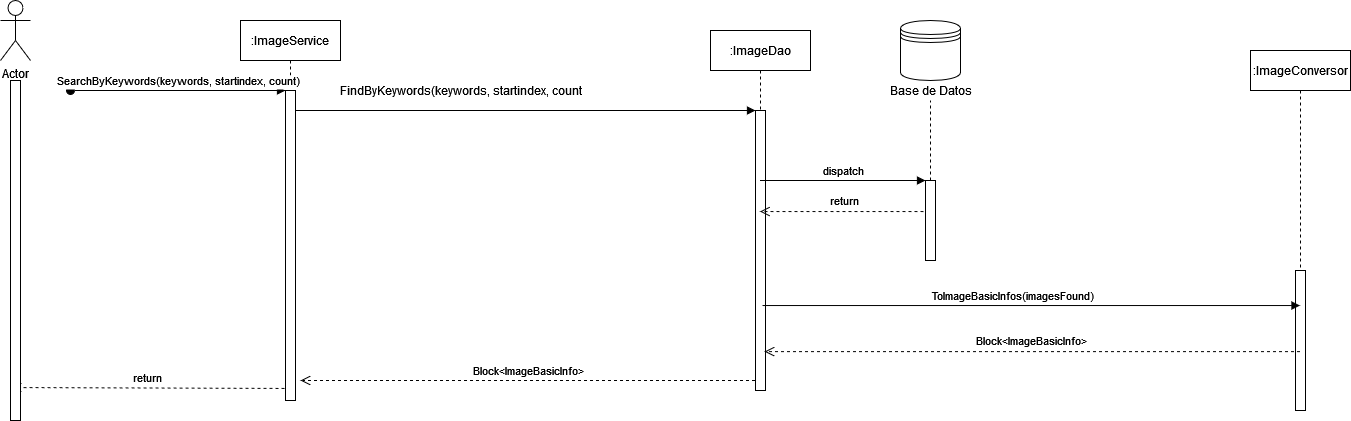 :ImageService
:ImageDao
:ImageConversor
Actor
SearchByKeywords(keywords, startindex, count)
FindByKeywords(keywords, startindex, count
Base de Datos
dispatch
return
ToImageBasicInfos(imagesFound)
Block<ImageBasicInfo>
Block<ImageBasicInfo>
return